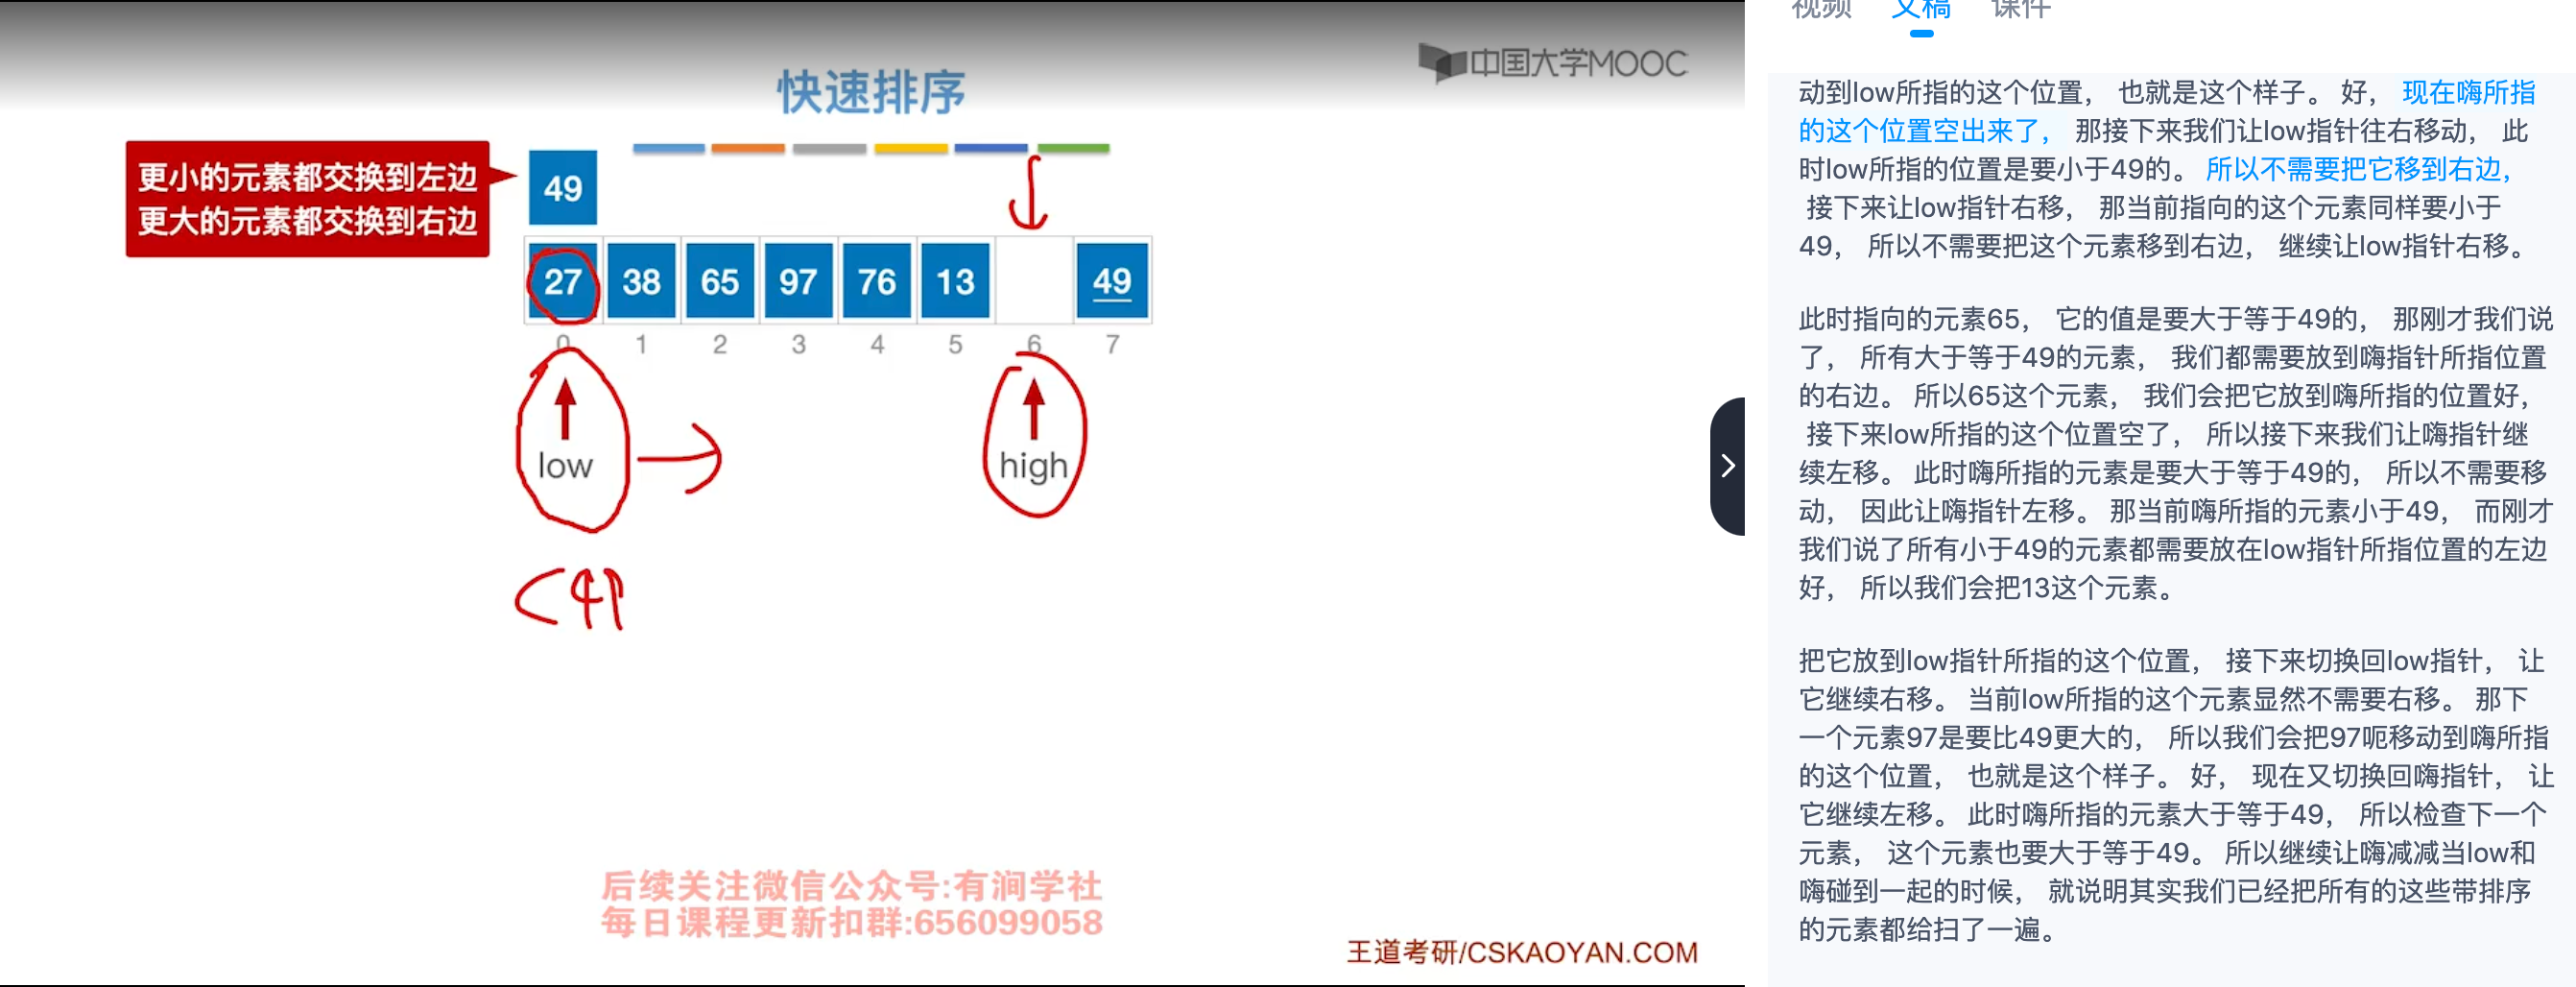 中国大学MOOC
快速排序
更小的元素都交换到左边
更大的元素都交换到右边
49
27 38 65 97 76 13 49
0 1 2 3 4 5 6 7
low
high
后续关注微信公众号:有涧学社
每日课程更新扣群:656099058
王道考研/CSKAOYAN.COM
视频 文稿 课件
动到low所指的这个位置， 也就是这个样子。 好， 现在嗨所指
的这个位置空出来了， 那接下来我们让low指针往右移动， 此
时low所指的位置是要小于49的。 所以不需要把它移到右边，
接下来让low指针右移， 那当前指向的这个元素同样要小于
49， 所以不需要把这个元素移到右边， 继续让low指针右移。
此时指向的元素65， 它的值是要大于等于49的， 那刚才我们说
了， 所有大于等于49的元素， 我们都需要放到嗨指针所指位置
的右边。 所以65这个元素， 我们会把它放到嗨所指的位置好，
接下来low所指的这个位置空了， 所以接下来我们让嗨指针继
续左移。 此时嗨所指的元素是要大于等于49的， 所以不需要移
动， 因此让嗨指针左移。 那当前嗨所指的元素小于49， 而刚才
我们说了所有小于49的元素都需要放在low指针所指位置的左边
好， 所以我们会把13这个元素。
把它放到low指针所指的这个位置， 接下来切换回low指针， 让
它继续右移。 当前low所指的这个元素显然不需要右移。 那下
一个元素97是要比49更大的， 所以我们会把97呃移动到嗨所指
的这个位置， 也就是这个样子。 好， 现在又切换回嗨指针， 让
它继续左移。 此时嗨所指的元素大于等于49， 所以检查下一个
元素， 这个元素也要大于等于49。 所以继续让嗨减减当low和
嗨碰到一起的时候， 就说明其实我们已经把所有的这些带排序
的元素都给扫了一遍。